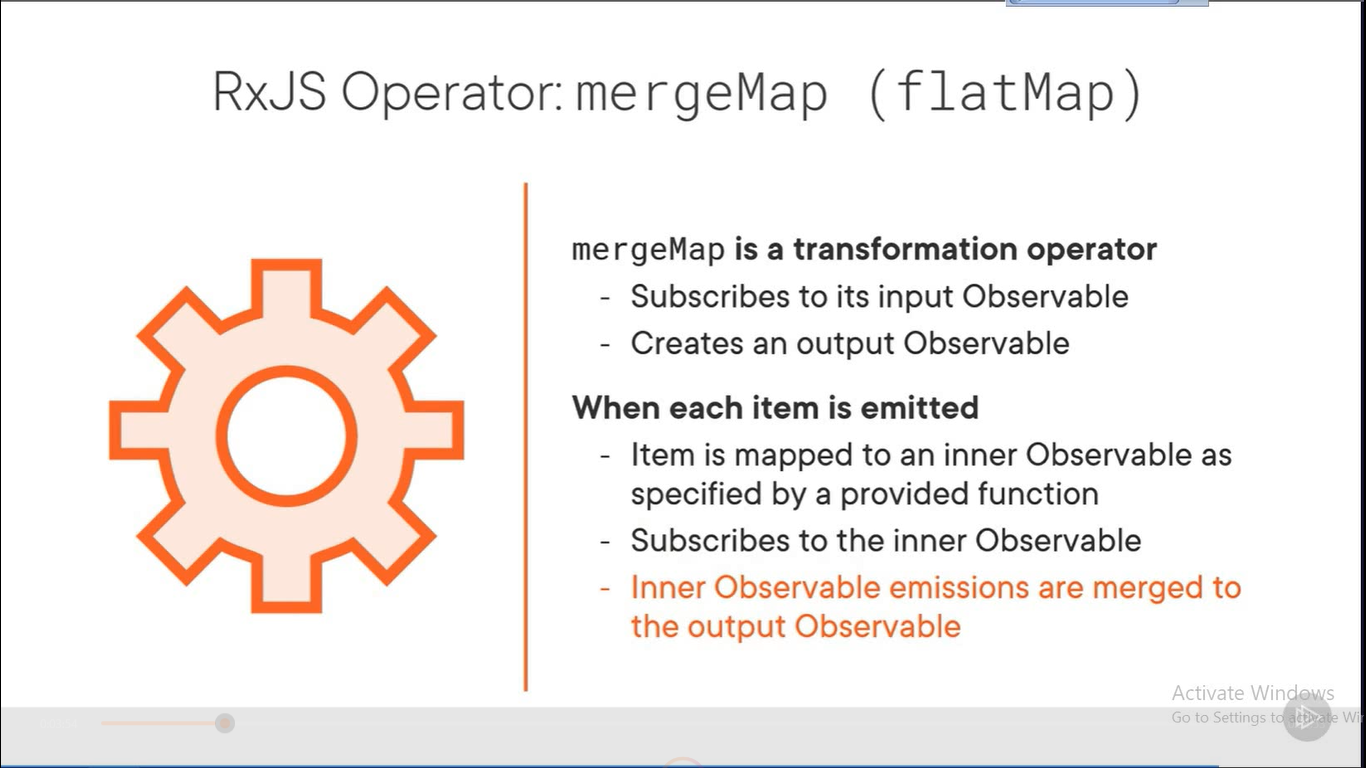 RxJS Operator: mergeMap (flatMap)
mergeMap is a transformation operator
- Subscribes to its input Observable
- Creates an output Observable
When each item is emitted
- Item is mapped to an inner Observable as
specified by a provided function
- Subscribes to the inner Observable
- Inner Observable emissions are merged to
the output Observable
Activate Windows
Go to Settings to activate